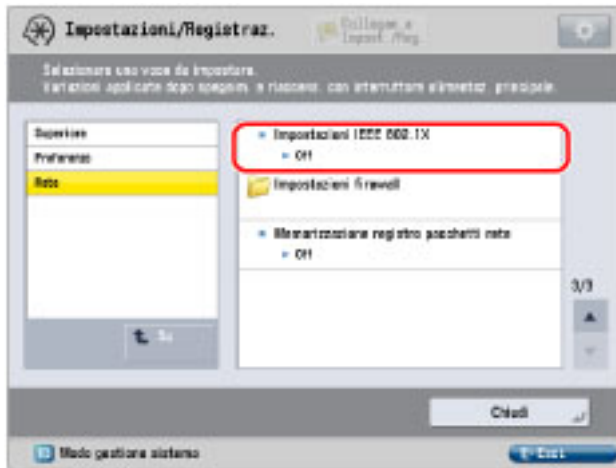 Impostazioni/Registraz.
Collegam. a
Impost./Reg.
Selezionare una voce da impostare.
Variazioni applicate dopo spegnim. e riaccens. con interruttore alimentaz. principale.
Superiore
Preferenze
Rete
Su
Impostazioni IEEE 802.1X
Off
Impostazioni firewall
Memorizzazione registro pacchetti rete
Off
3/3
Chiudi
Modo gestione sistema
Esci